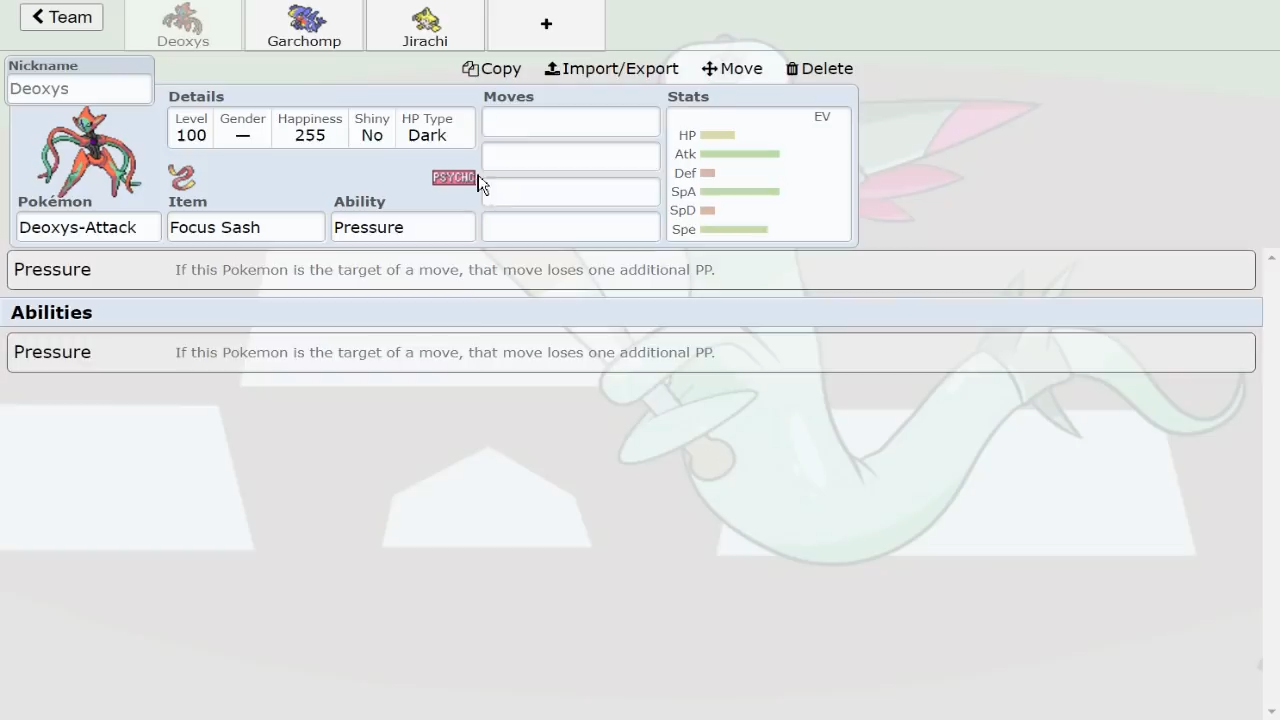 Team
Deoxys
Garchomp
Jirachi
+
Copy
Import/Export
Move
Delete
Nickname
Deoxys
Details
Moves
Stats
Level
100
Gender
—
Happiness
255
Shiny
No
HP Type
Dark
EV
HP
Atk
Def
SpA
SpD
Spe
PSYCHC
Pokémon
Deoxys-Attack
Item
Focus Sash
Ability
Pressure
Pressure If this Pokemon is the target of a move, that move loses one additional PP.
Abilities
Pressure If this Pokemon is the target of a move, that move loses one additional PP.